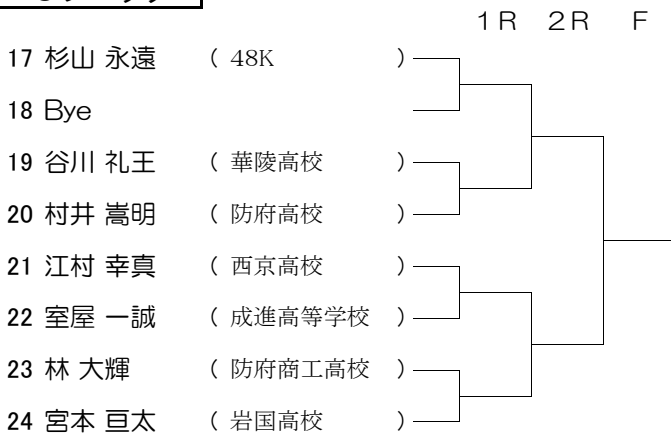 １Ｒ ２Ｒ Ｆ
17 杉山 永遠 ( 48K )
18 Bye
19 谷川 礼王 ( 華陵高校 )
20 村井 嵩明 ( 防府高校 )
21 江村 幸真 ( 西京高校 )
22 室屋 一誠 ( 成進高等学校 )
23 林 大輝 ( 防府商工高校 )
24 宮本 亘太 ( 岩国高校 )